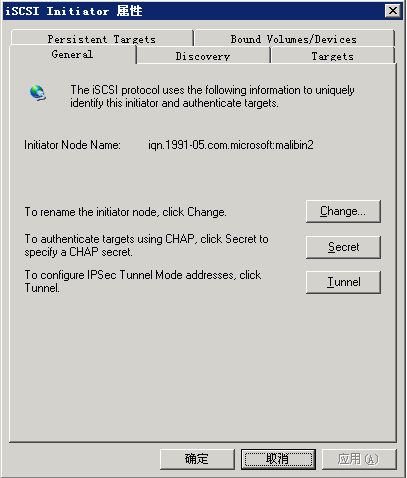 iSCSI Initiator 属性
Persistent Targets
Bound Volumes/Devices
General
Discovery
Targets
The iSCSI protocol uses the following information to uniquely
identify this initiator and authenticate targets.
Initiator Node Name: iqn.1991-05.com.microsoft:malibin2
To rename the initiator node, click Change.
Change...
To authenticate targets using CHAP, click Secret to
specify a CHAP secret.
Secret
To configure IPSec Tunnel Mode addresses, click
Tunnel.
Tunnel
确定
取消
应用(A)